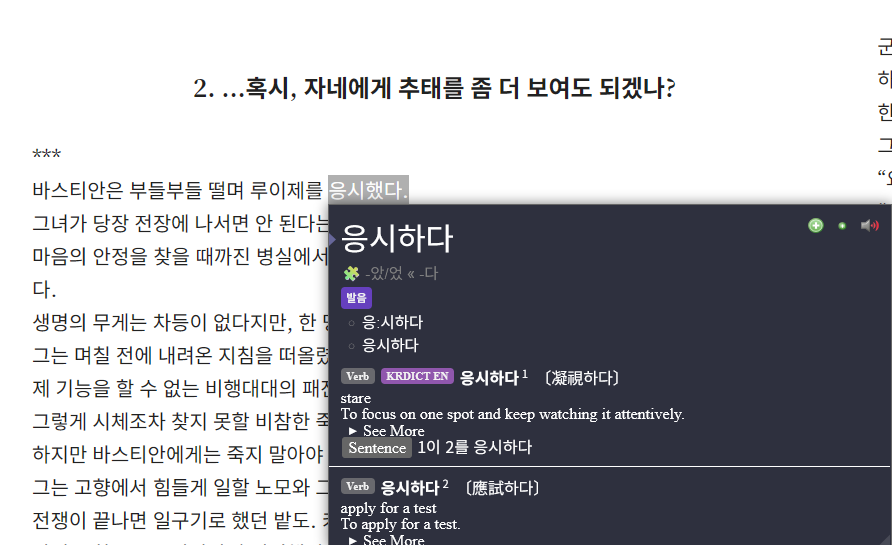 2. ...혹시, 자네에게 추태를 좀 더 보여도 되겠나?
***
바스티안은 부들부들 떨며 루이제를 응시했다.
그녀가 당장 전장에 나서면 안 된다는
마음의 안정을 찾을 때까진 병실에서
다.
생명의 무게는 차등이 없다지만, 한
그는 며칠 전에 내려온 지침을 떠올렸
제 기능을 할 수 없는 비행대대의
그렇게 시체조차 찾지 못할 비참한
하지만 바스티안에게는 죽지 말아야
그는 고향에서 힘들게 일할 노모와
전쟁이 끝나면 일구기로 했던 밭도.
응시하다
-았/었 « -다
발음
응:시하다
응시하다
Verb KRDICT EN 응시하다 1 〔凝視하다〕
stare
To focus on one spot and keep watching it attentively.
▶ See More
Sentence 1이 2를 응시하다
Verb 응시하다 2 〔應試하다〕
apply for a test
To apply for a test.
▶ See More
군
하
한
그